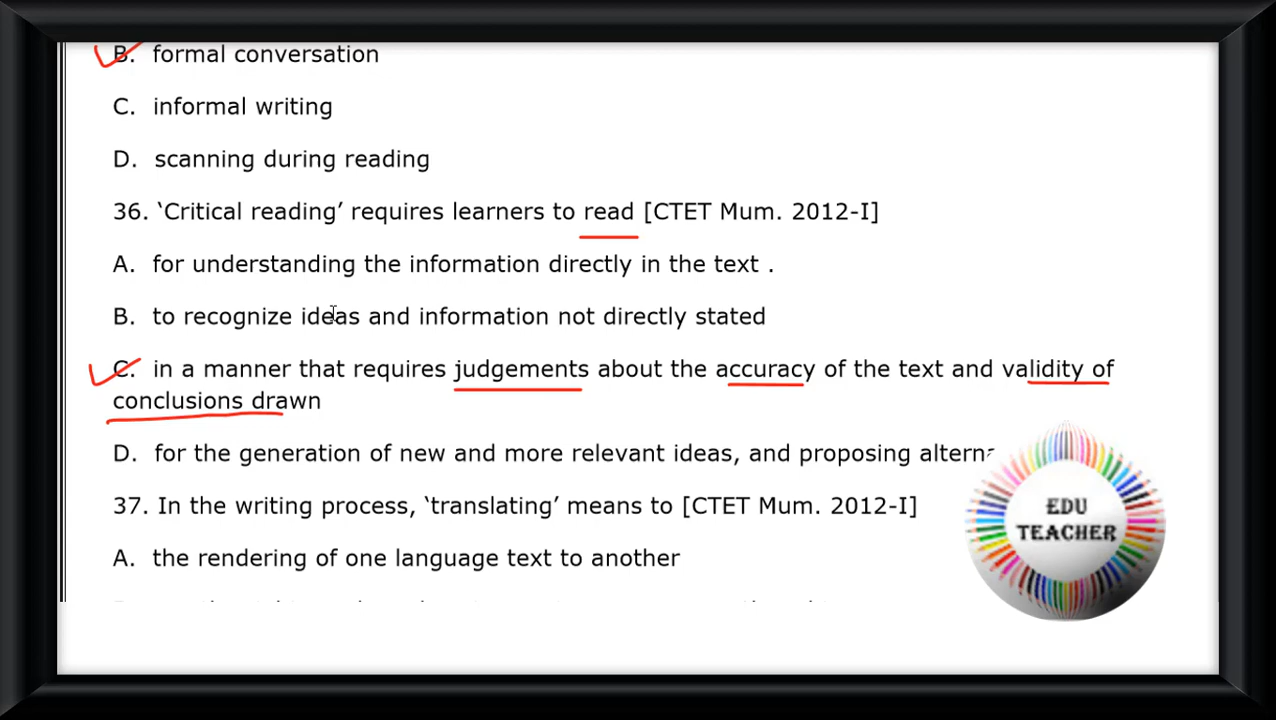 B. formal conversation
C. informal writing
D. scanning during reading
36. ‘Critical reading’ requires learners to read [CTET Mum. 2012-I]
A. for understanding the information directly in the text .
B. to recognize ideas and information not directly stated
C. in a manner that requires judgements about the accuracy of the text and validity of
conclusions drawn
D. for the generation of new and more relevant ideas, and proposing
37. In the writing process, ‘translating’ means to [CTET Mum. 2012-I]
A. the rendering of one language text to another
EDU
TEACHER